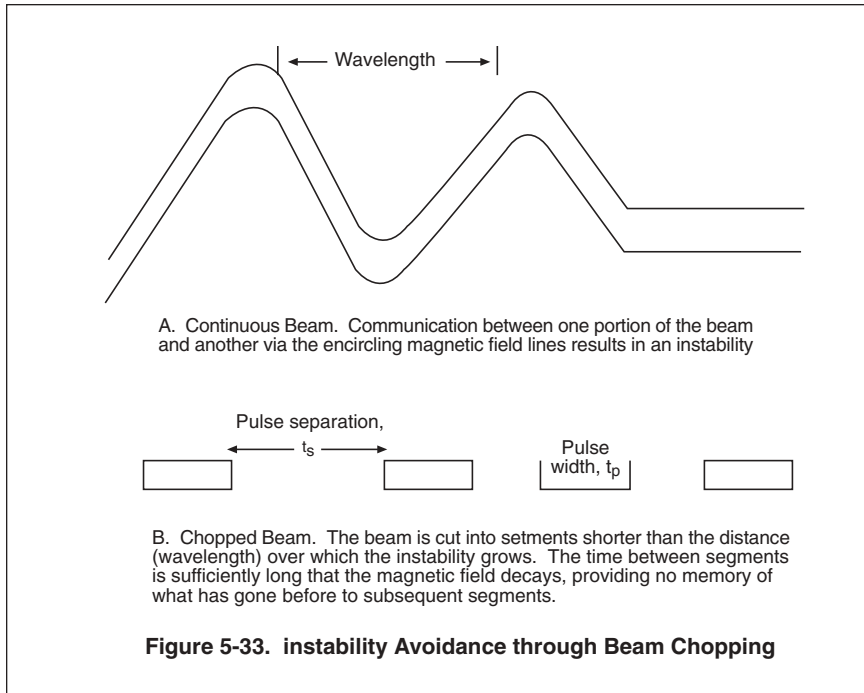 Wavelength
A. Continuous Beam. Communication between one portion of the beam
and another via the encircling magnetic field lines results in an instability
Pulse separation,
ts
Pulse
width, tp
B. Chopped Beam. The beam is cut into setments shorter than the distance
(wavelength) over which the instability grows. The time between segments
is sufficiently long that the magnetic field decays, providing no memory of
what has gone before to subsequent segments.
Figure 5-33. instability Avoidance through Beam Chopping